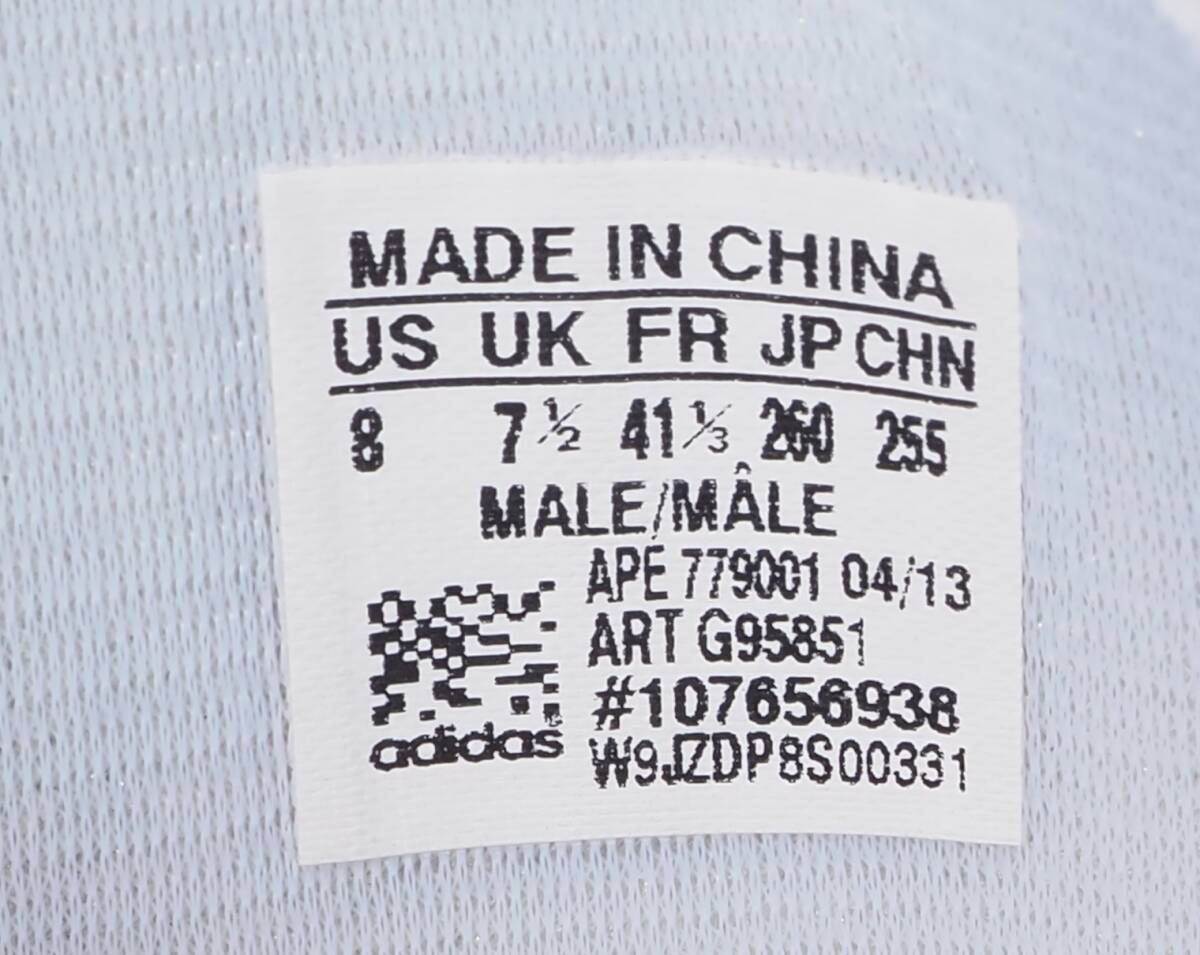 MADE IN CHINA
US UK FR JP CHN
8 7½ 41⅓ 260 255
MALE/MÂLE
APE 779001 04/13
ART G95851
#107656938
W9JZDP8S00331
adidas